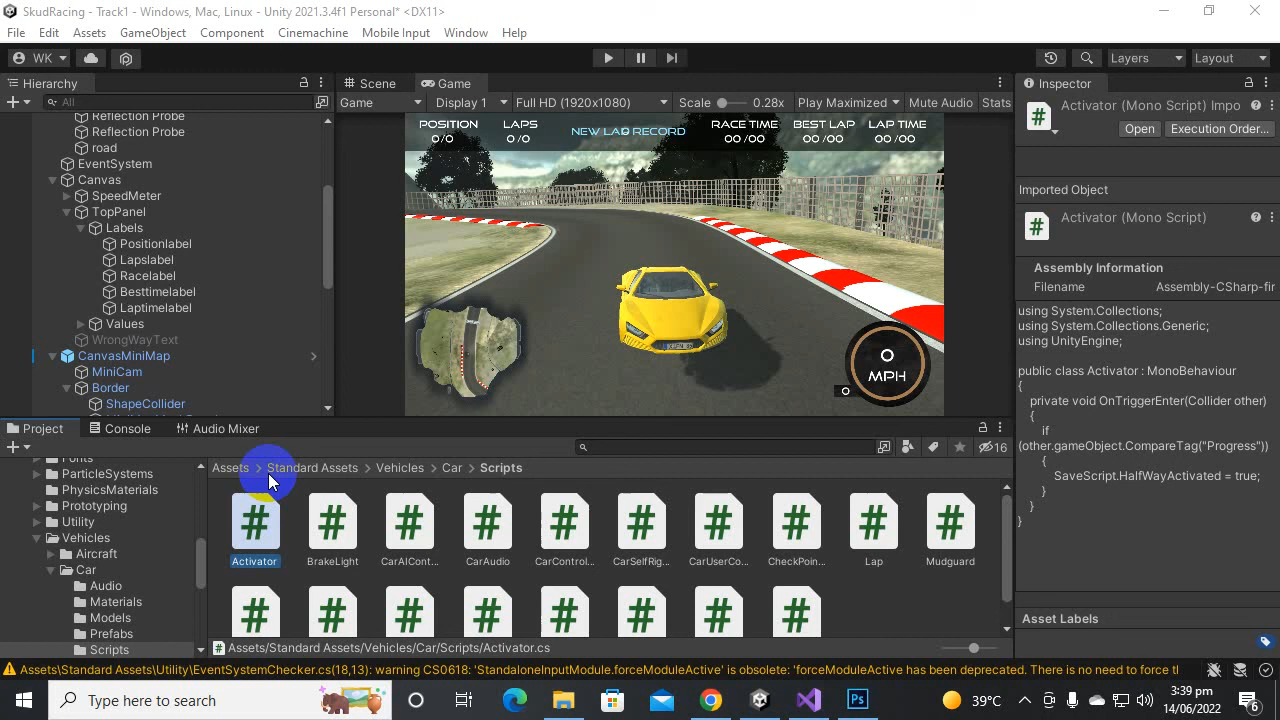 SkudRacing - Track1 - Windows, Mac, Linux - Unity 2021.3.4f1 Personal* <DX11>
File Edit Assets GameObject Component Cinemachine Mobile Input Window Help
WK Layers Layout
Hierarchy
All
Reflection Probe
Reflection Probe
road
EventSystem
Canvas
SpeedMeter
TopPanel
Labels
Positionlabel
Lapslabel
Racelabel
Besttimelabel
Laptimelabel
Values
WrongWayText
CanvasMiniMap
MiniCam
Border
ShapeCollider
Scene Game
Game Display 1 Full HD (1920x1080) Scale 0.28x Play Maximized Mute Audio Stats
POSITION LAPS NEW LAP RECORD RACE TIME BEST LAP LAP TIME
0/0 0/0 00/00 00/00 00/00
0
MPH
0
Inspector
Activator (Mono Script) Impo
Open Execution Order...
Imported Object
Activator (Mono Script)
Assembly Information
Filename Assembly-CSharp-fir
using System.Collections;
using System.Collections.Generic;
using UnityEngine;
public class Activator : MonoBehaviour
{
private void OnTriggerEnter(Collider other)
{
if
(other.gameObject.CompareTag("Progress"))
{
SaveScript.HalfWayActivated = true;
}
}
}
Asset Labels
Project Console Audio Mixer
16
Fonts
ParticleSystems
PhysicsMaterials
Prototyping
Utility
Vehicles
Aircraft
Car
Audio
Materials
Models
Prefabs
Scripts
Assets > Standard Assets > Vehicles > Car > Scripts
# # # # # # # # # #
Activator BrakeLight CarAICont... CarAudio CarControl... CarSelfRig... CarUserCo... CheckPoin... Lap Mudguard
# # # # # # # #
Assets/Standard Assets/Vehicles/Car/Scripts/Activator.cs
Assets\Standard Assets\Utility\EventSystemChecker.cs(18,13): warning CS0618: 'StandaloneInputModule.forceModuleActive' is obsolete: 'forceModuleActive has been deprecated. There is no need to force tl
Type here to search
Ps
39°C
3:39 pm
14/06/2022
6